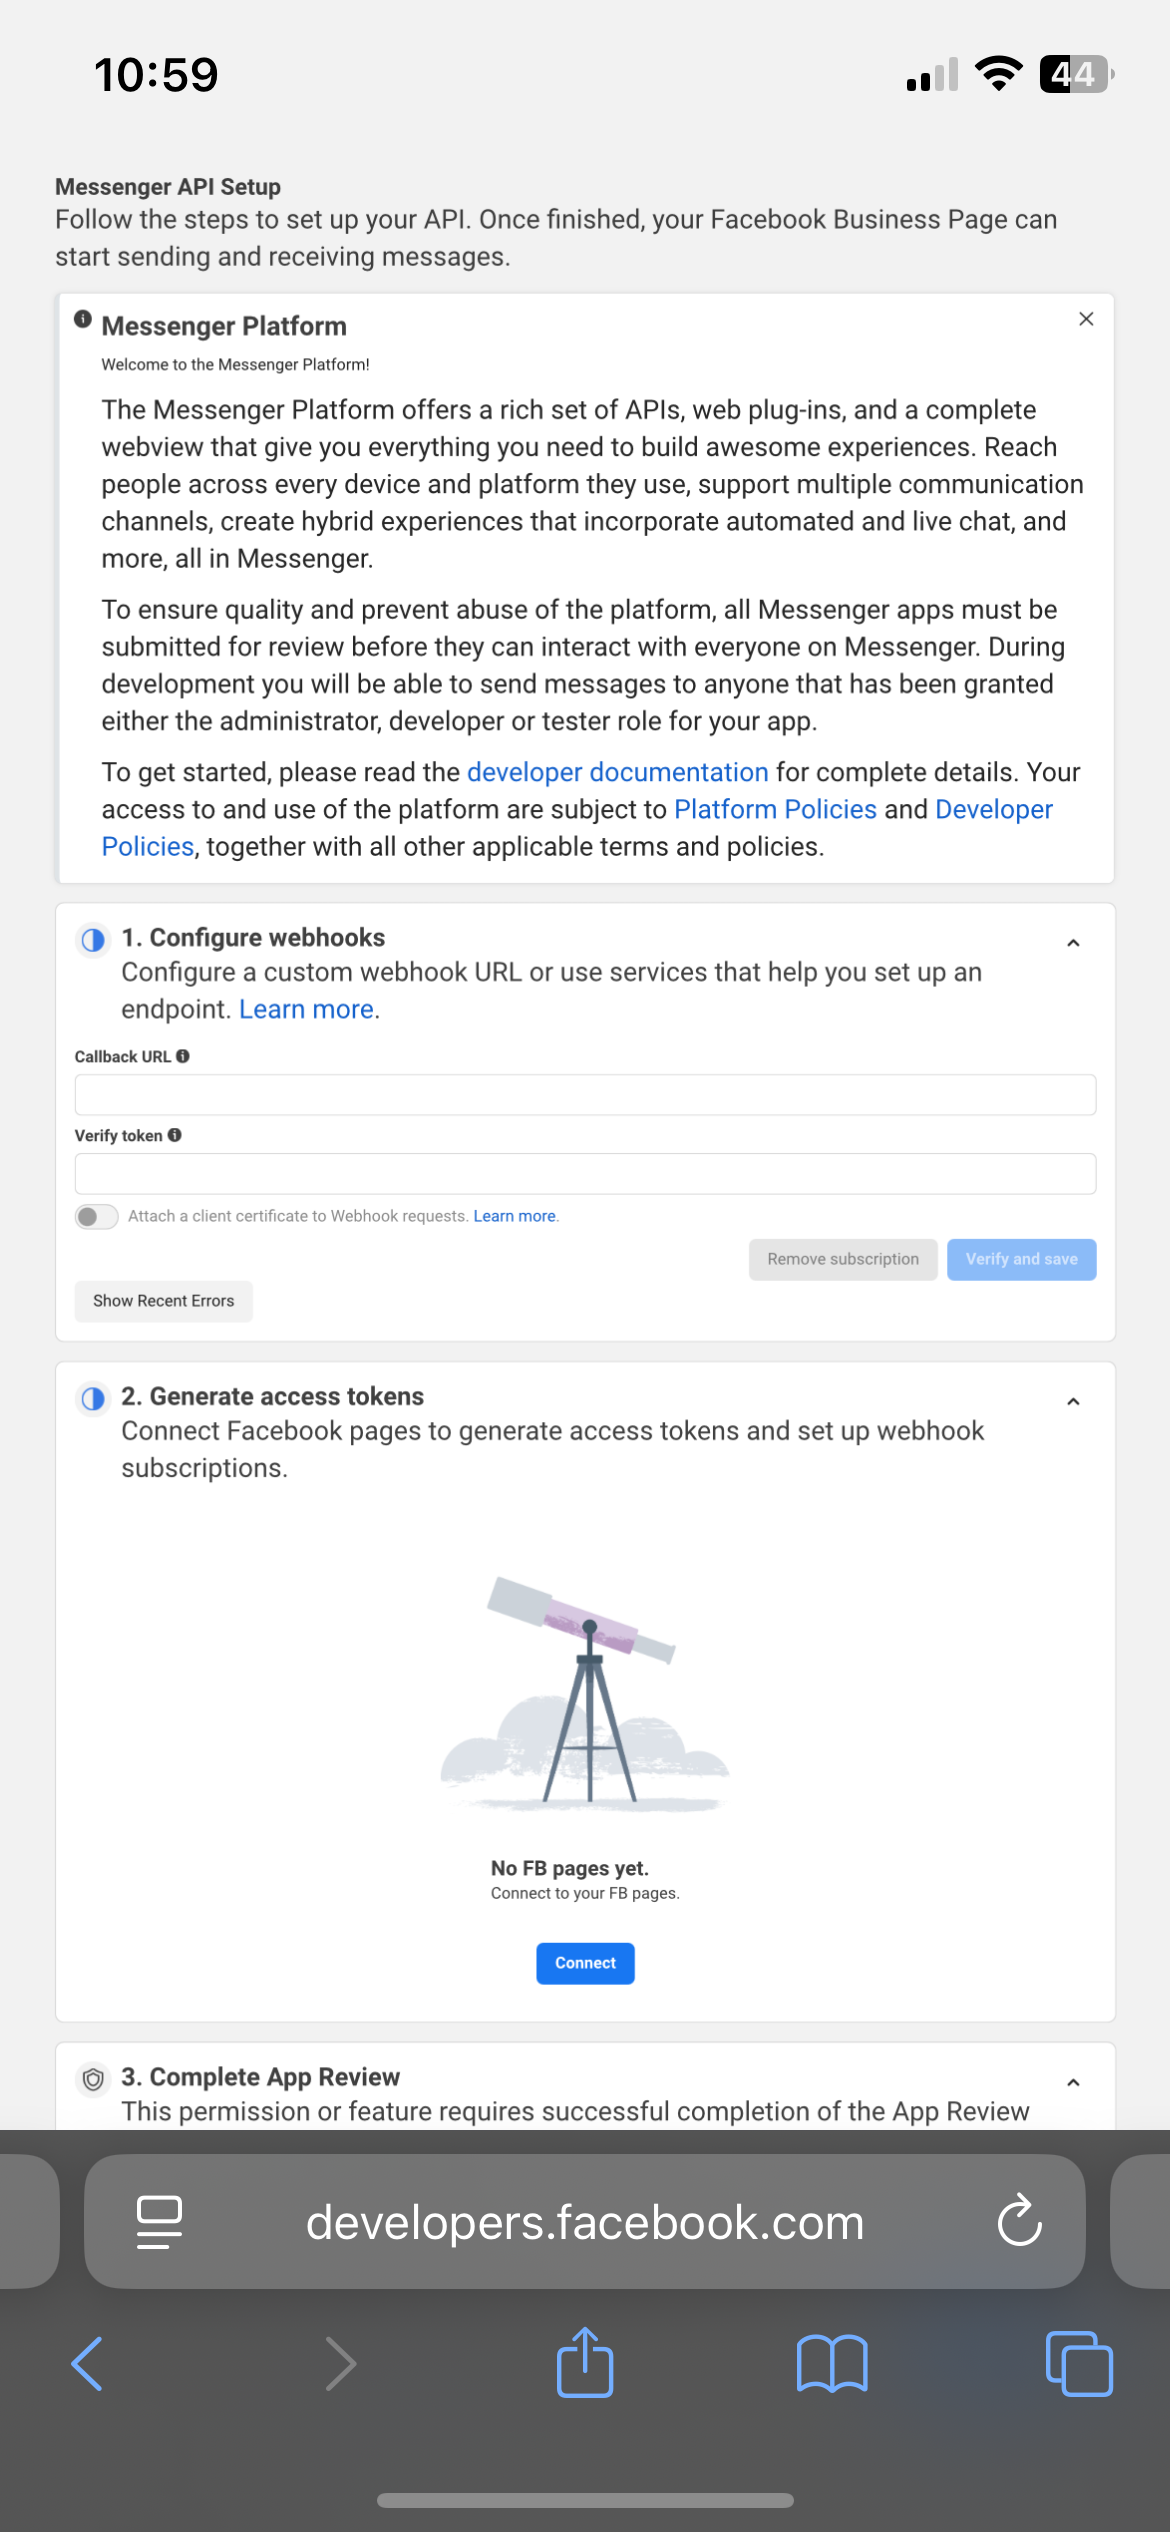 10:59
44
Messenger API Setup
Follow the steps to set up your API. Once finished, your Facebook Business Page can
start sending and receiving messages.
Messenger Platform
Welcome to the Messenger Platform!
The Messenger Platform offers a rich set of APIs, web plug-ins, and a complete
webview that give you everything you need to build awesome experiences. Reach
people across every device and platform they use, support multiple communication
channels, create hybrid experiences that incorporate automated and live chat, and
more, all in Messenger.
To ensure quality and prevent abuse of the platform, all Messenger apps must be
submitted for review before they can interact with everyone on Messenger. During
development you will be able to send messages to anyone that has been granted
either the administrator, developer or tester role for your app.
To get started, please read the developer documentation for complete details. Your
access to and use of the platform are subject to Platform Policies and Developer
Policies, together with all other applicable terms and policies.
1. Configure webhooks
Configure a custom webhook URL or use services that help you set up an
endpoint. Learn more.
Callback URL
Verify token
Attach a client certificate to Webhook requests. Learn more.
Remove subscription
Verify and save
Show Recent Errors
2. Generate access tokens
Connect Facebook pages to generate access tokens and set up webhook
subscriptions.
No FB pages yet.
Connect to your FB pages.
Connect
3. Complete App Review
This permission or feature requires successful completion of the App Review
developers.facebook.com